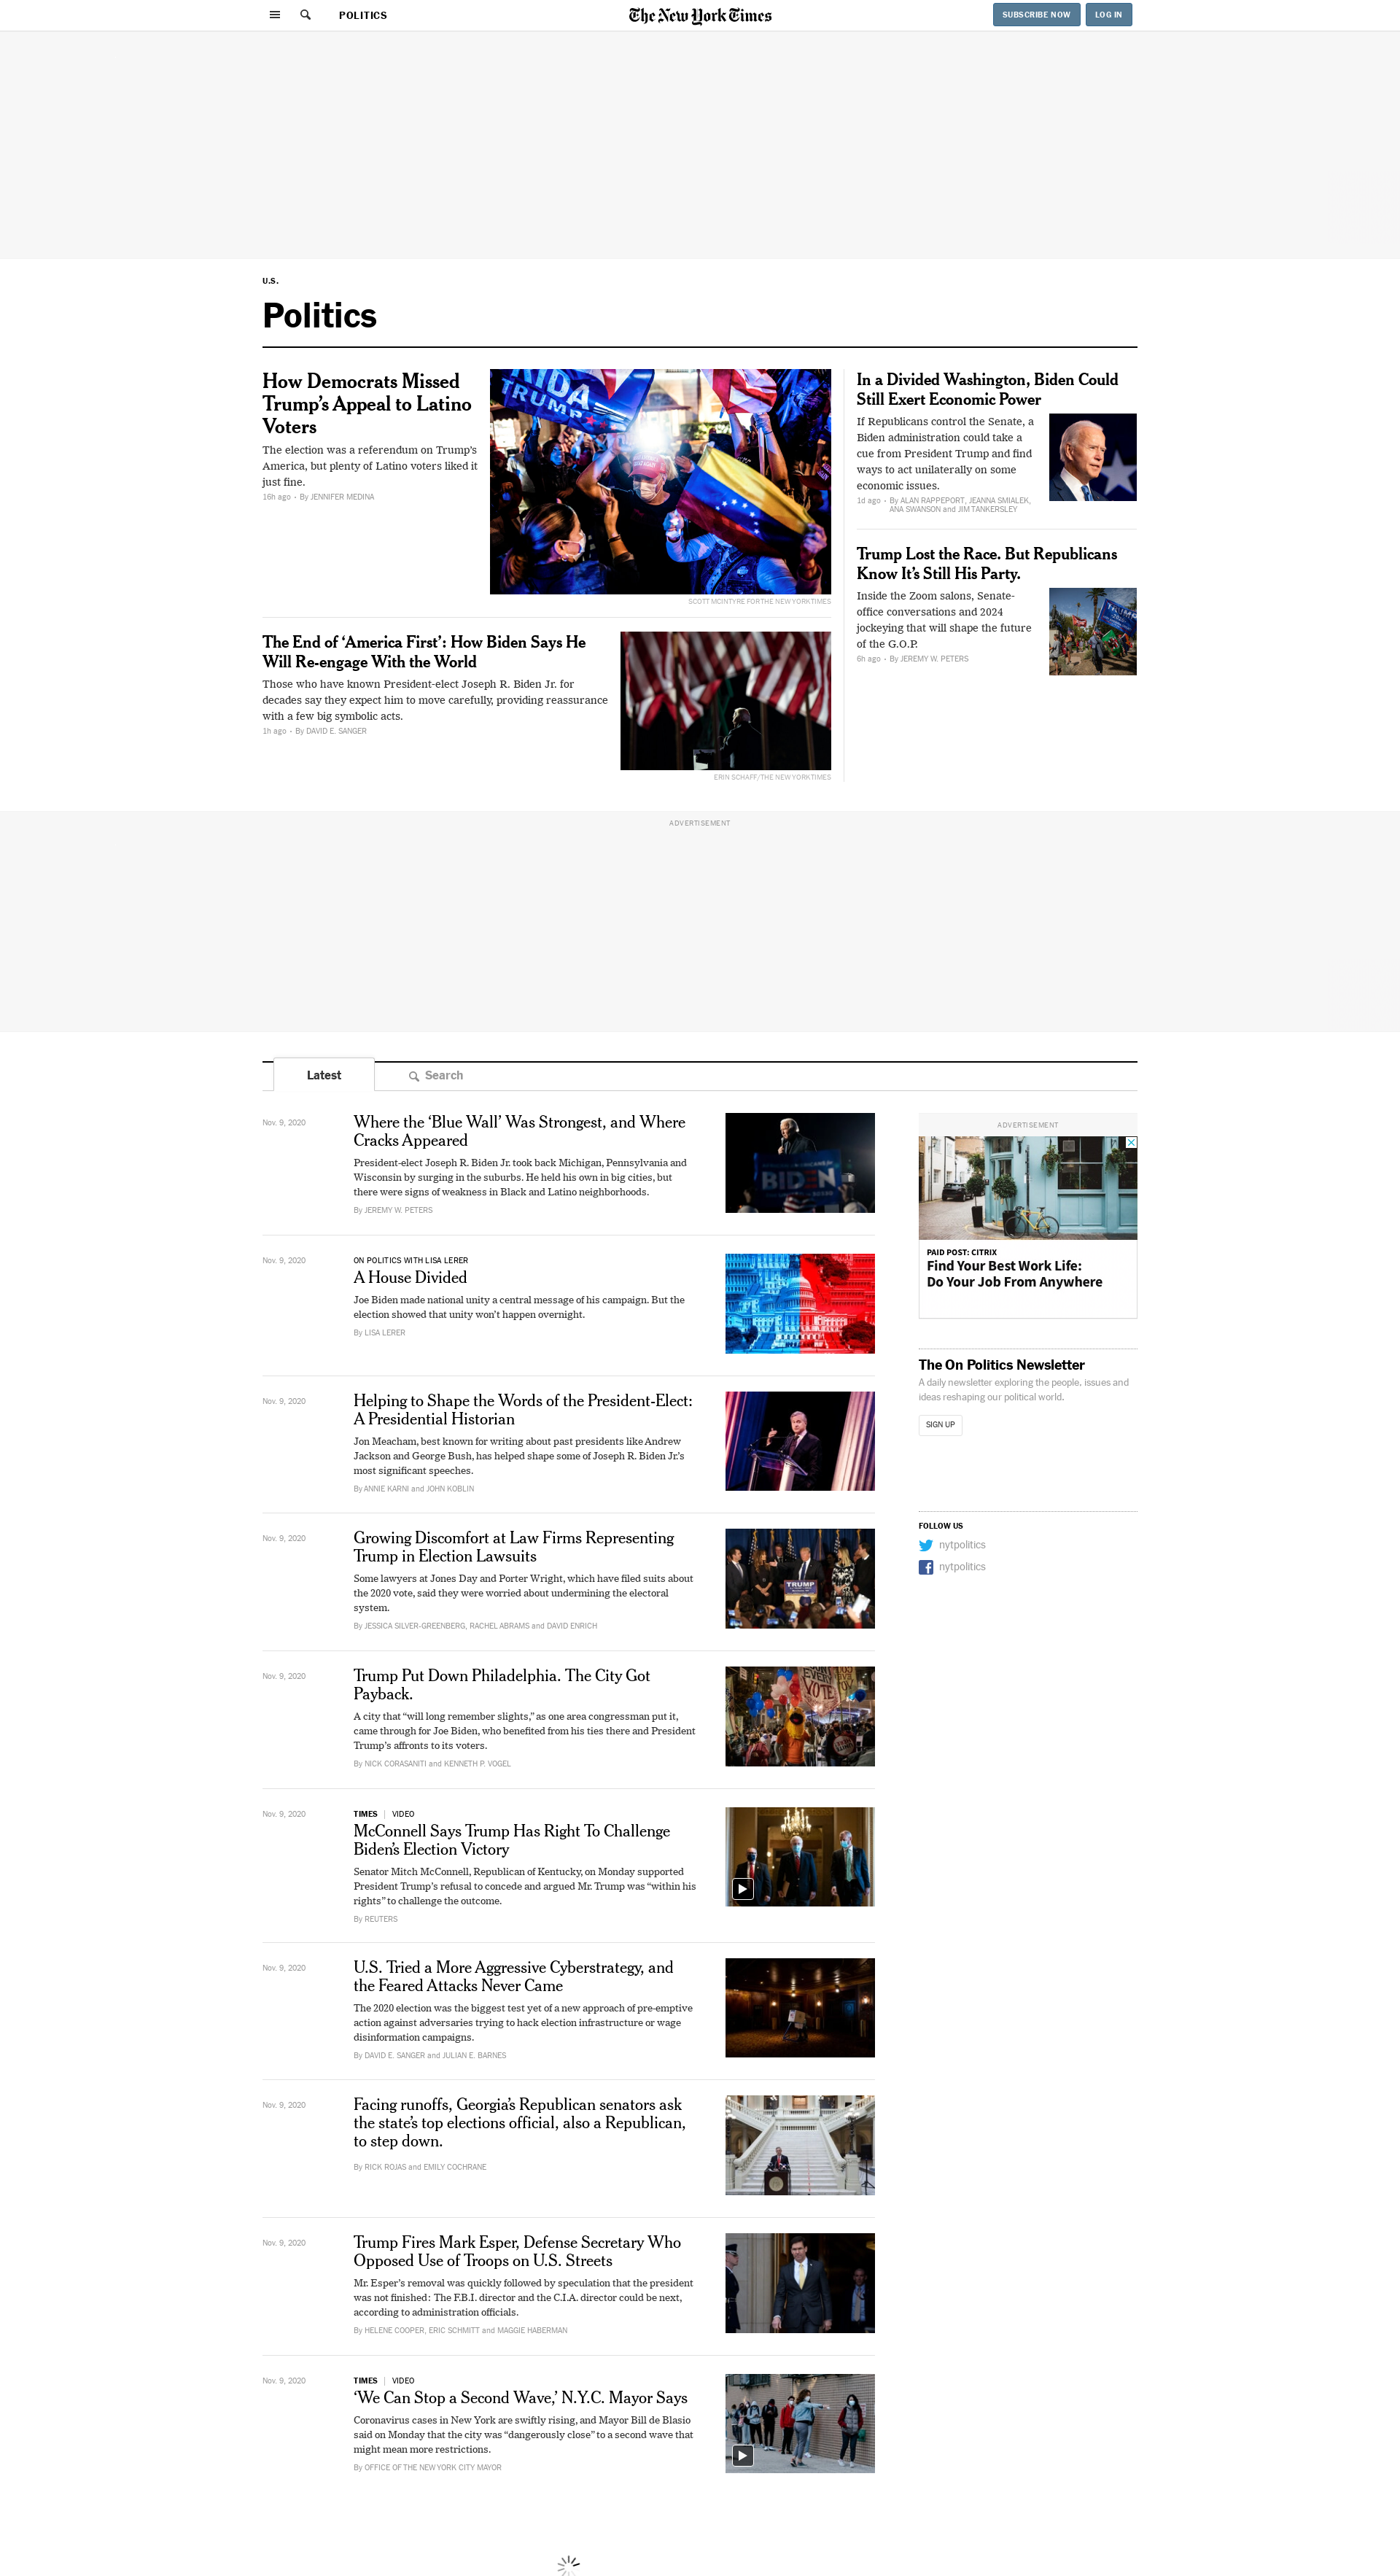 POLITICS
The New York Times
SUBSCRIBE NOW
LOG IN
U.S.
Politics
How Democrats Missed
Trump’s Appeal to Latino
Voters
The election was a referendum on Trump’s
America, but plenty of Latino voters liked it
just fine.
16h ago • By JENNIFER MEDINA
TRUMP
SCOTT MCINTYRE FOR THE NEW YORK TIMES
The End of ‘America First’: How Biden Says He
Will Re-engage With the World
Those who have known President-elect Joseph R. Biden Jr. for
decades say they expect him to move carefully, providing reassurance
with a few big symbolic acts.
1h ago • By DAVID E. SANGER
ERIN SCHAFF/THE NEW YORK TIMES
In a Divided Washington, Biden Could
Still Exert Economic Power
If Republicans control the Senate, a
Biden administration could take a
cue from President Trump and find
ways to act unilaterally on some
economic issues.
1d ago • By ALAN RAPPEPORT, JEANNA SMIALEK,
ANA SWANSON and JIM TANKERSLEY
Trump Lost the Race. But Republicans
Know It’s Still His Party.
Inside the Zoom salons, Senate-
office conversations and 2024
jockeying that will shape the future
of the G.O.P.
6h ago • By JEREMY W. PETERS
TRUMP
ADVERTISEMENT
Latest
Search
Nov. 9, 2020
Where the ‘Blue Wall’ Was Strongest, and Where
Cracks Appeared
President-elect Joseph R. Biden Jr. took back Michigan, Pennsylvania and
Wisconsin by surging in the suburbs. He held his own in big cities, but
there were signs of weakness in Black and Latino neighborhoods.
By JEREMY W. PETERS
BIDEN
Nov. 9, 2020
ON POLITICS WITH LISA LERER
A House Divided
Joe Biden made national unity a central message of his campaign. But the
election showed that unity won’t happen overnight.
By LISA LERER
Nov. 9, 2020
Helping to Shape the Words of the President-Elect:
A Presidential Historian
Jon Meacham, best known for writing about past presidents like Andrew
Jackson and George Bush, has helped shape some of Joseph R. Biden Jr.’s
most significant speeches.
By ANNIE KARNI and JOHN KOBLIN
Nov. 9, 2020
Growing Discomfort at Law Firms Representing
Trump in Election Lawsuits
Some lawyers at Jones Day and Porter Wright, which have filed suits about
the 2020 vote, said they were worried about undermining the electoral
system.
By JESSICA SILVER-GREENBERG, RACHEL ABRAMS and DAVID ENRICH
TRUMP
Nov. 9, 2020
Trump Put Down Philadelphia. The City Got
Payback.
A city that “will long remember slights,” as one area congressman put it,
came through for Joe Biden, who benefited from his ties there and President
Trump’s affronts to its voters.
By NICK CORASANITI and KENNETH P. VOGEL
EVERY
VOTE
Nov. 9, 2020
TIMES | VIDEO
McConnell Says Trump Has Right To Challenge
Biden’s Election Victory
Senator Mitch McConnell, Republican of Kentucky, on Monday supported
President Trump’s refusal to concede and argued Mr. Trump was “within his
rights” to challenge the outcome.
By REUTERS
Nov. 9, 2020
U.S. Tried a More Aggressive Cyberstrategy, and
the Feared Attacks Never Came
The 2020 election was the biggest test yet of a new approach of pre-emptive
action against adversaries trying to hack election infrastructure or wage
disinformation campaigns.
By DAVID E. SANGER and JULIAN E. BARNES
Nov. 9, 2020
Facing runoffs, Georgia’s Republican senators ask
the state’s top elections official, also a Republican,
to step down.
By RICK ROJAS and EMILY COCHRANE
Nov. 9, 2020
Trump Fires Mark Esper, Defense Secretary Who
Opposed Use of Troops on U.S. Streets
Mr. Esper’s removal was quickly followed by speculation that the president
was not finished: The F.B.I. director and the C.I.A. director could be next,
according to administration officials.
By HELENE COOPER, ERIC SCHMITT and MAGGIE HABERMAN
Nov. 9, 2020
TIMES | VIDEO
‘We Can Stop a Second Wave,’ N.Y.C. Mayor Says
Coronavirus cases in New York are swiftly rising, and Mayor Bill de Blasio
said on Monday that the city was “dangerously close” to a second wave that
might mean more restrictions.
By OFFICE OF THE NEW YORK CITY MAYOR
ADVERTISEMENT
PAID POST: CITRIX
Find Your Best Work Life:
Do Your Job From Anywhere
The On Politics Newsletter
A daily newsletter exploring the people, issues and
ideas reshaping our political world.
SIGN UP
FOLLOW US
nytpolitics
nytpolitics